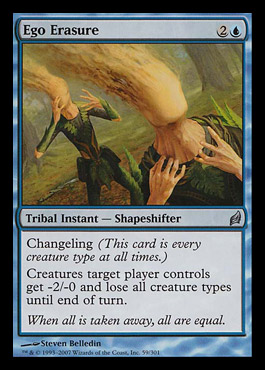 Ego Erasure 2
Tribal Instant — Shapeshifter
Changeling (This card is every
creature type at all times.)
Creatures target player controls
get -2/-0 and lose all creature types
until end of turn.
When all is taken away, all are equal.
Steven Belledin
™ & © 1993-2007 Wizards of the Coast, Inc. 59/301